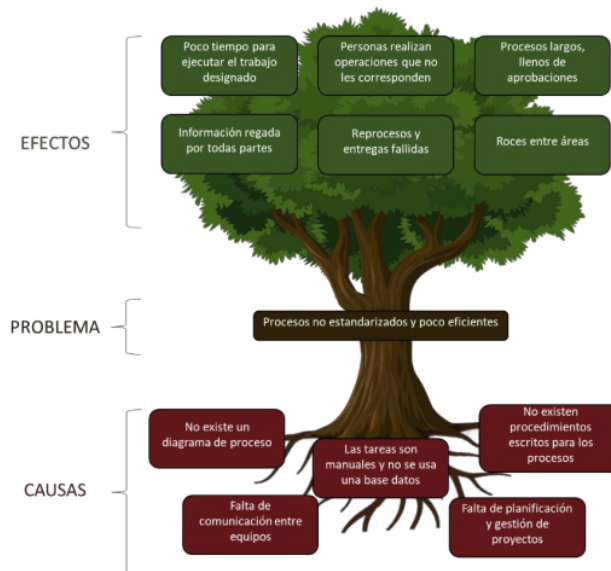 EFECTOS
Poco tiempo para
ejecutar el trabajo
designado
Personas realizan
operaciones que no
les corresponden
Procesos largos,
llenos de
aprobaciones
Información regada
por todas partes
Reprocesos y
entregas fallidas
Roces entre áreas
PROBLEMA
Procesos no estandarizados y poco eficientes
CAUSAS
No existe un
diagrama de proceso
Las tareas son
manuales y no se usa
una base datos
No existen
procedimientos
escritos para los
procesos
Falta de
comunicación entre
equipos
Falta de planificación
y gestión de
proyectos